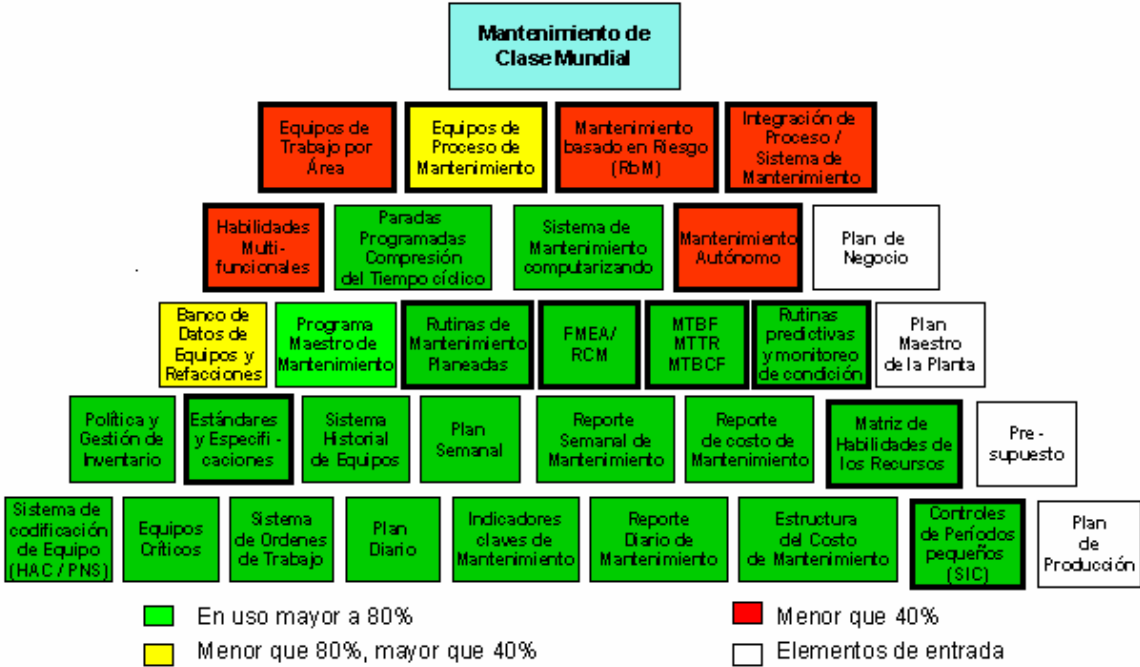 Mantenimiento de
Clase Mundial
Equipos de
Trabajo por
Área
Equipos de
Proceso de
Mantenimiento
Mantenimiento
basado en Riesgo
(RbM)
Integración de
Proceso /
Sistema de
Mantenimiento
Habilidades
Multi-
funcionales
Paradas
Programadas
Compresión
del Tiempo cíclico
Sistema de
Mantenimiento
computarizando
Mantenimiento
Autónomo
Plan de
Negocio
Banco de
Datos de
Equipos y
Refacciones
Programa
Maestro de
Mantenimiento
Rutinas de
Mantenimiento
Planeadas
FMEA/
RCM
MTBF
MTTR
MTBCF
Rutinas
predictivas
y monitoreo
de condición
Plan
Maestro
de la Planta
Política y
Gestión de
Inventario
Estándares
y Especifi -
caciones
Sistema
Historial
de Equipos
Plan
Semanal
Reporte
Semanal de
Mantenimiento
Reporte
de costo de
Mantenimiento
Matriz de
Habilidades de
los Recursos
Pre -
supuesto
Sistema de
codificación
de Equipo
(HAC / PNS)
Equipos
Críticos
Sistema
de Ordenes
de Trabajo
Plan
Diario
Indicadores
claves de
Mantenimiento
Reporte
Diario de
Mantenimiento
Estructura
del Costo
de Mantenimiento
Controles
de Períodos
pequeños
(SIC)
Plan
de
Producción
En uso mayor a 80%
Menor que 40%
Menor que 80%, mayor que 40%
Elementos de entrada